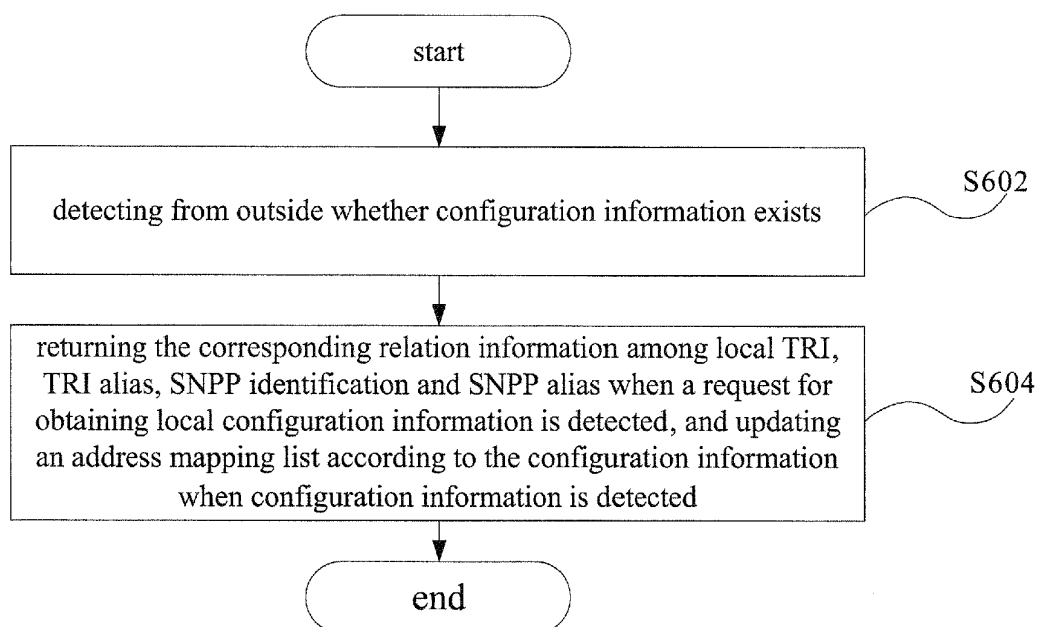 start
detecting from outside whether configuration information exists
S602
returning the corresponding relation information among local TRI,
TRI alias, SNPP identification and SNPP alias when a request for
obtaining local configuration information is detected, and updating
an address mapping list according to the configuration information
when configuration information is detected
S604
end